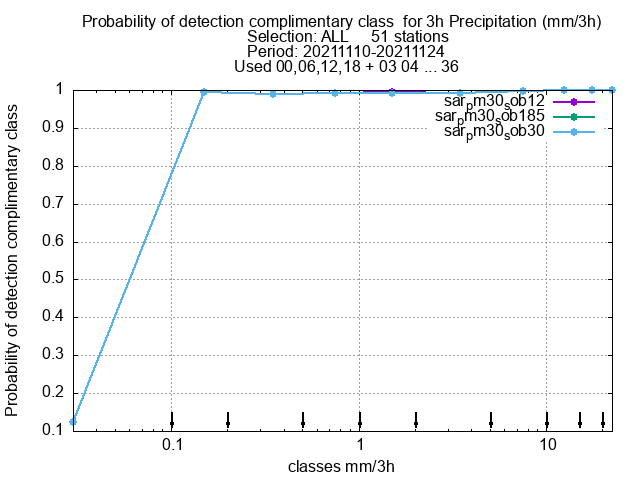 Probability of detection complimentary class  for 3h Precipitation (mm/3h)
Selection: ALL     51 stations
Period: 20211110-20211124
Used 00,06,12,18 + 03 04 ... 36
Probability of detection complimentary class
1
0.9
0.8
0.7
0.6
0.5
0.4
0.3
0.2
0.1
sar_pm30_sob12
sar_pm30_sob185
sar_pm30_sob30
0.1
1
10
classes mm/3h